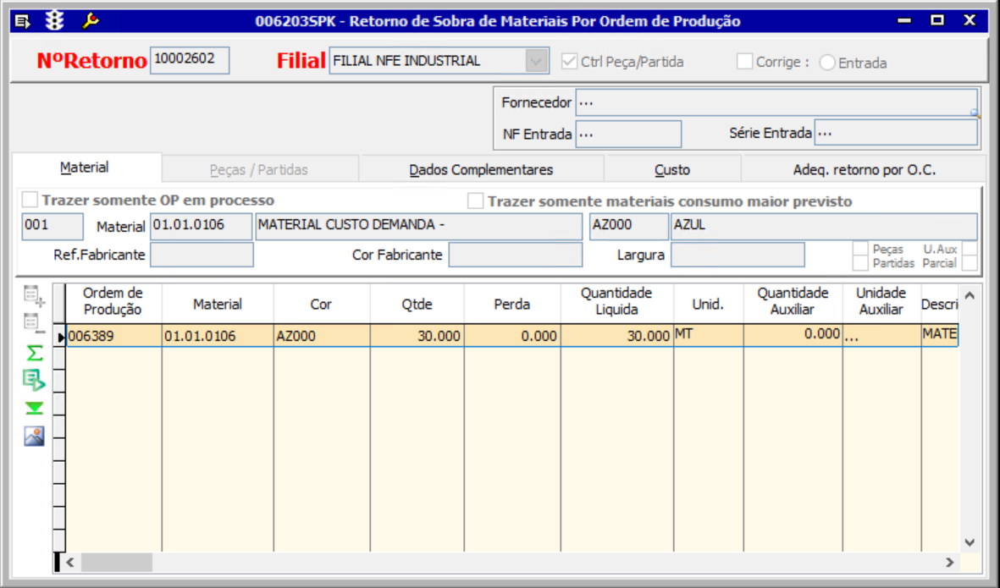 006203SPK - Retorno de Sobra de Materiais Por Ordem de Produção
NºRetorno 10002602 Filial FILIAL NFE INDUSTRIAL Ctrl Peça/Partida Corrige : Entrada
Fornecedor ...
NF Entrada ... Série Entrada ...
Material Peças / Partidas Dados Complementares Custo Adeq. retorno por O.C.
Trazer somente OP em processo Trazer somente materiais consumo maior previsto
001 Material 01.01.0106 MATERIAL CUSTO DEMANDA - AZ000 AZUL
Ref.Fabricante Cor Fabricante Largura Peças U.Aux
Partidas Parcial
Ordem de Produção Material Cor Qtde Perda Quantidade Liquida Unid. Quantidade Auxiliar Unidade Auxiliar Descri
006389 01.01.0106 AZ000 30.000 0.000 30.000 MT 0.000 ... MATE